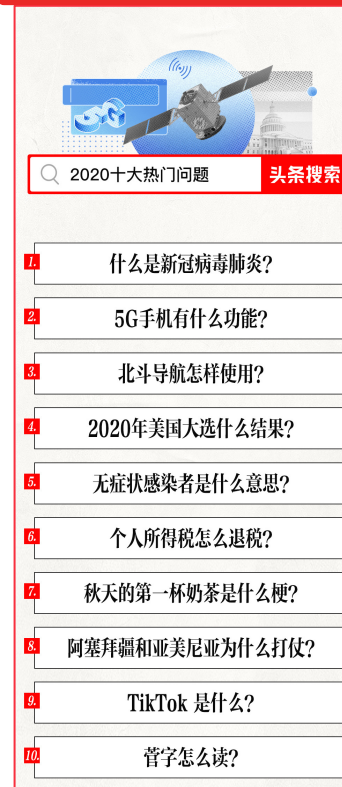 5G
2020十大热门问题 头条搜索
1. 什么是新冠病毒肺炎?
2. 5G手机有什么功能?
3. 北斗导航怎样使用?
4. 2020年美国大选什么结果?
5. 无症状感染者是什么意思?
6. 个人所得税怎么退税?
7. 秋天的第一杯奶茶是什么梗?
8. 阿塞拜疆和亚美尼亚为什么打仗?
9. TikTok 是什么?
10. 菅字怎么读?